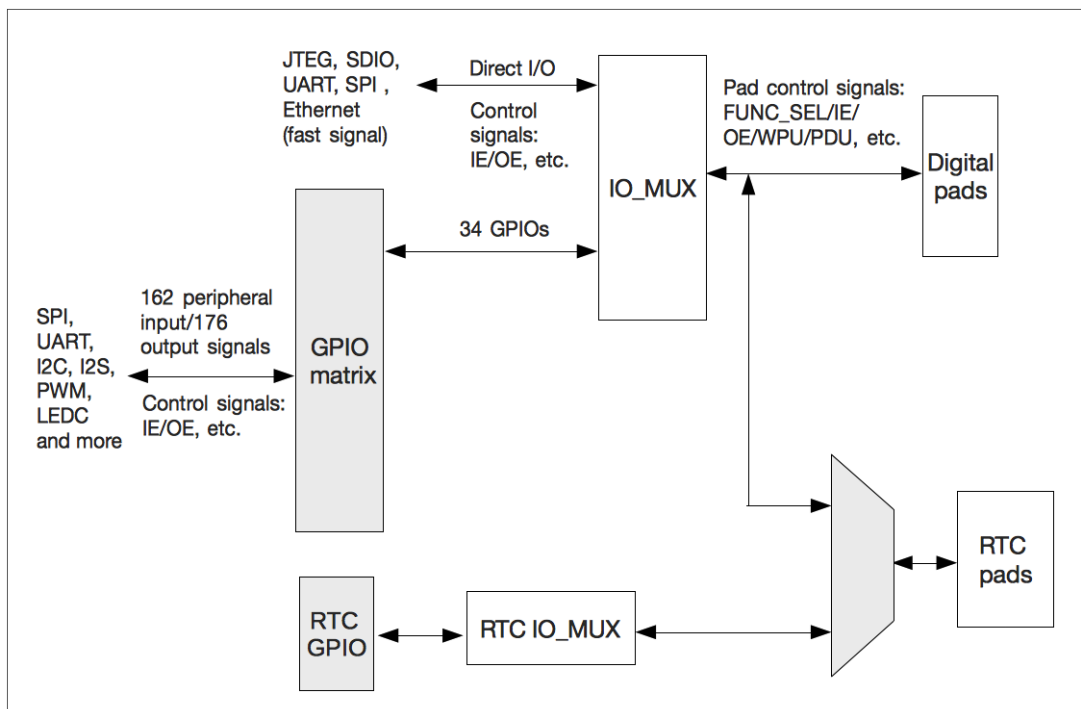 JTEG, SDIO,
UART, SPI ,
Ethernet
(fast signal)
Direct I/O
Control
signals:
IE/OE, etc.
Pad control signals:
FUNC_SEL/IE/
OE/WPU/PDU, etc.
Digital
pads
IO_MUX
34 GPIOs
SPI,
UART,
I2C, I2S,
PWM,
LEDC
and more
162 peripheral
input/176
output signals
Control signals:
IE/OE, etc.
GPIO
matrix
RTC
pads
RTC
GPIO
RTC IO_MUX